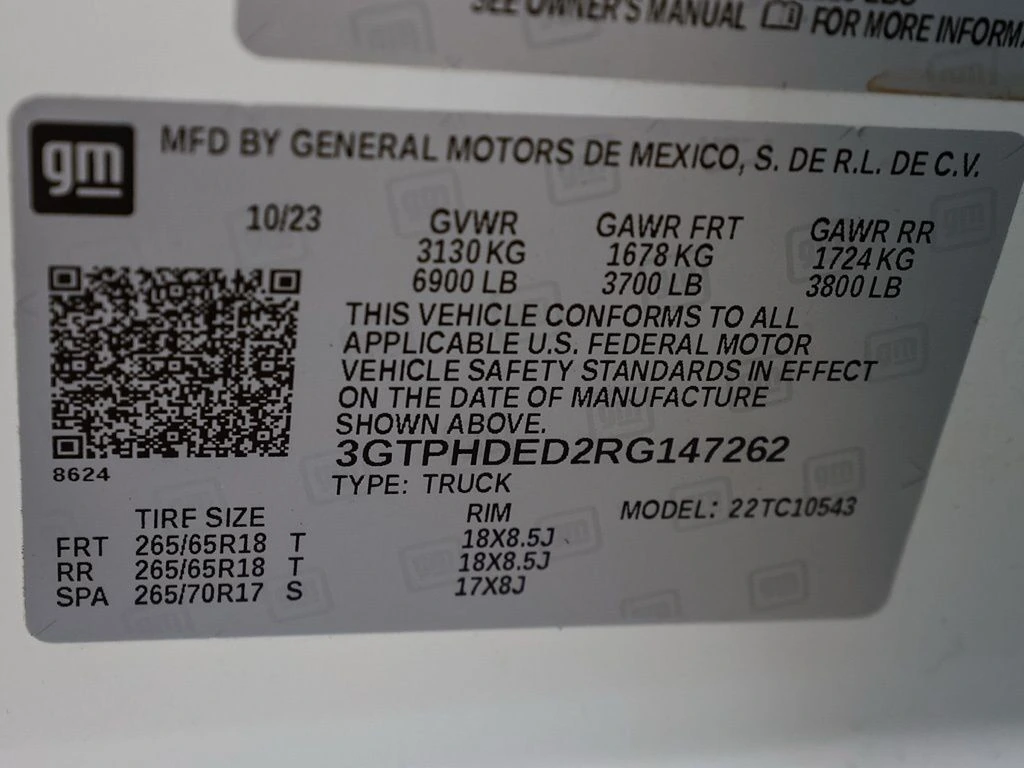 SEE OWNER'S MANUAL FOR MORE INFORM
gm MFD BY GENERAL MOTORS DE MEXICO, S. DE R.L. DE C.V.
10/23 GVWR GAWR FRT GAWR RR
3130 KG 1678 KG 1724 KG
6900 LB 3700 LB 3800 LB
THIS VEHICLE CONFORMS TO ALL
APPLICABLE U.S. FEDERAL MOTOR
VEHICLE SAFETY STANDARDS IN EFFECT
ON THE DATE OF MANUFACTURE
SHOWN ABOVE.
3GTPHDED2RG147262
8624
TYPE: TRUCK
TIRF SIZE RIM MODEL: 22TC10543
FRT 265/65R18 T 18X8.5J
RR 265/65R18 T 18X8.5J
SPA 265/70R17 S 17X8J